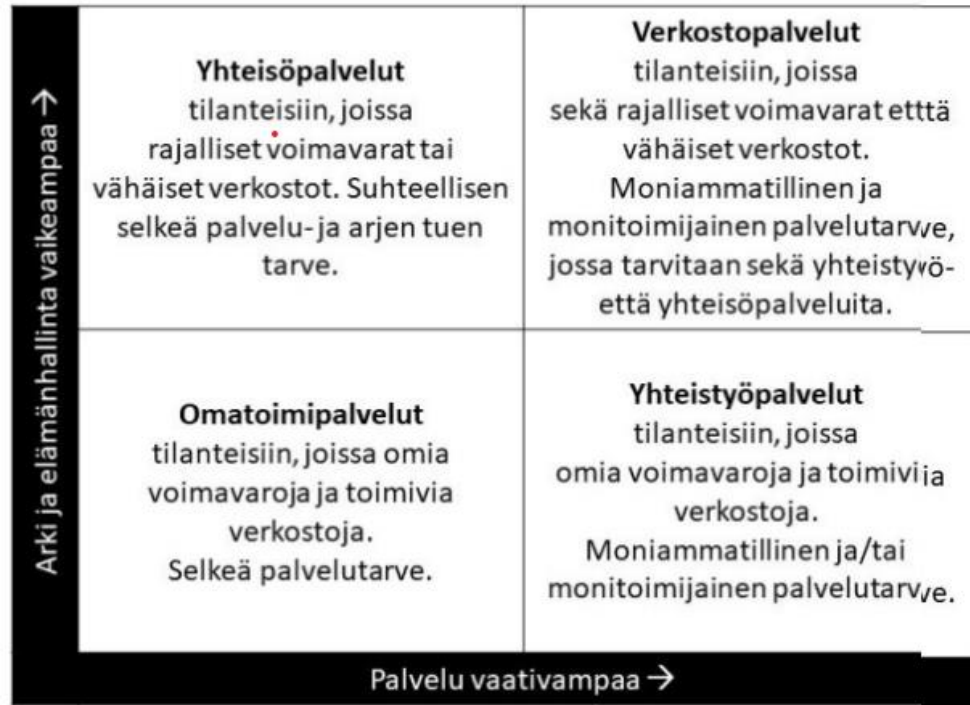 Arki ja elämänhallinta vaikeampaa →
Yhteisöpalvelut
tilanteisiin, joissa
rajalliset voimavarat tai
vähäiset verkostot. Suhteellisen
selkeä palvelu- ja arjen tuen
tarve.
Verkostopalvelut
tilanteisiin, joissa
sekä rajalliset voimavarat etttä
vähäiset verkostot.
Moniammatillinen ja
monitoimijainen palvelutarve,
jossa tarvitaan sekä yhteistyö-
että yhteisöpalveluita.
Omatoimipalvelut
tilanteisiin, joissa omia
voimavaroja ja toimivia
verkostoja.
Selkeä palvelutarve.
Yhteistyöpalvelut
tilanteisiin, joissa
omia voimavaroja ja toimivia
verkostoja.
Moniammatillinen ja/tai
monitoimijainen palvelutarve.
Palvelu vaativampaa →